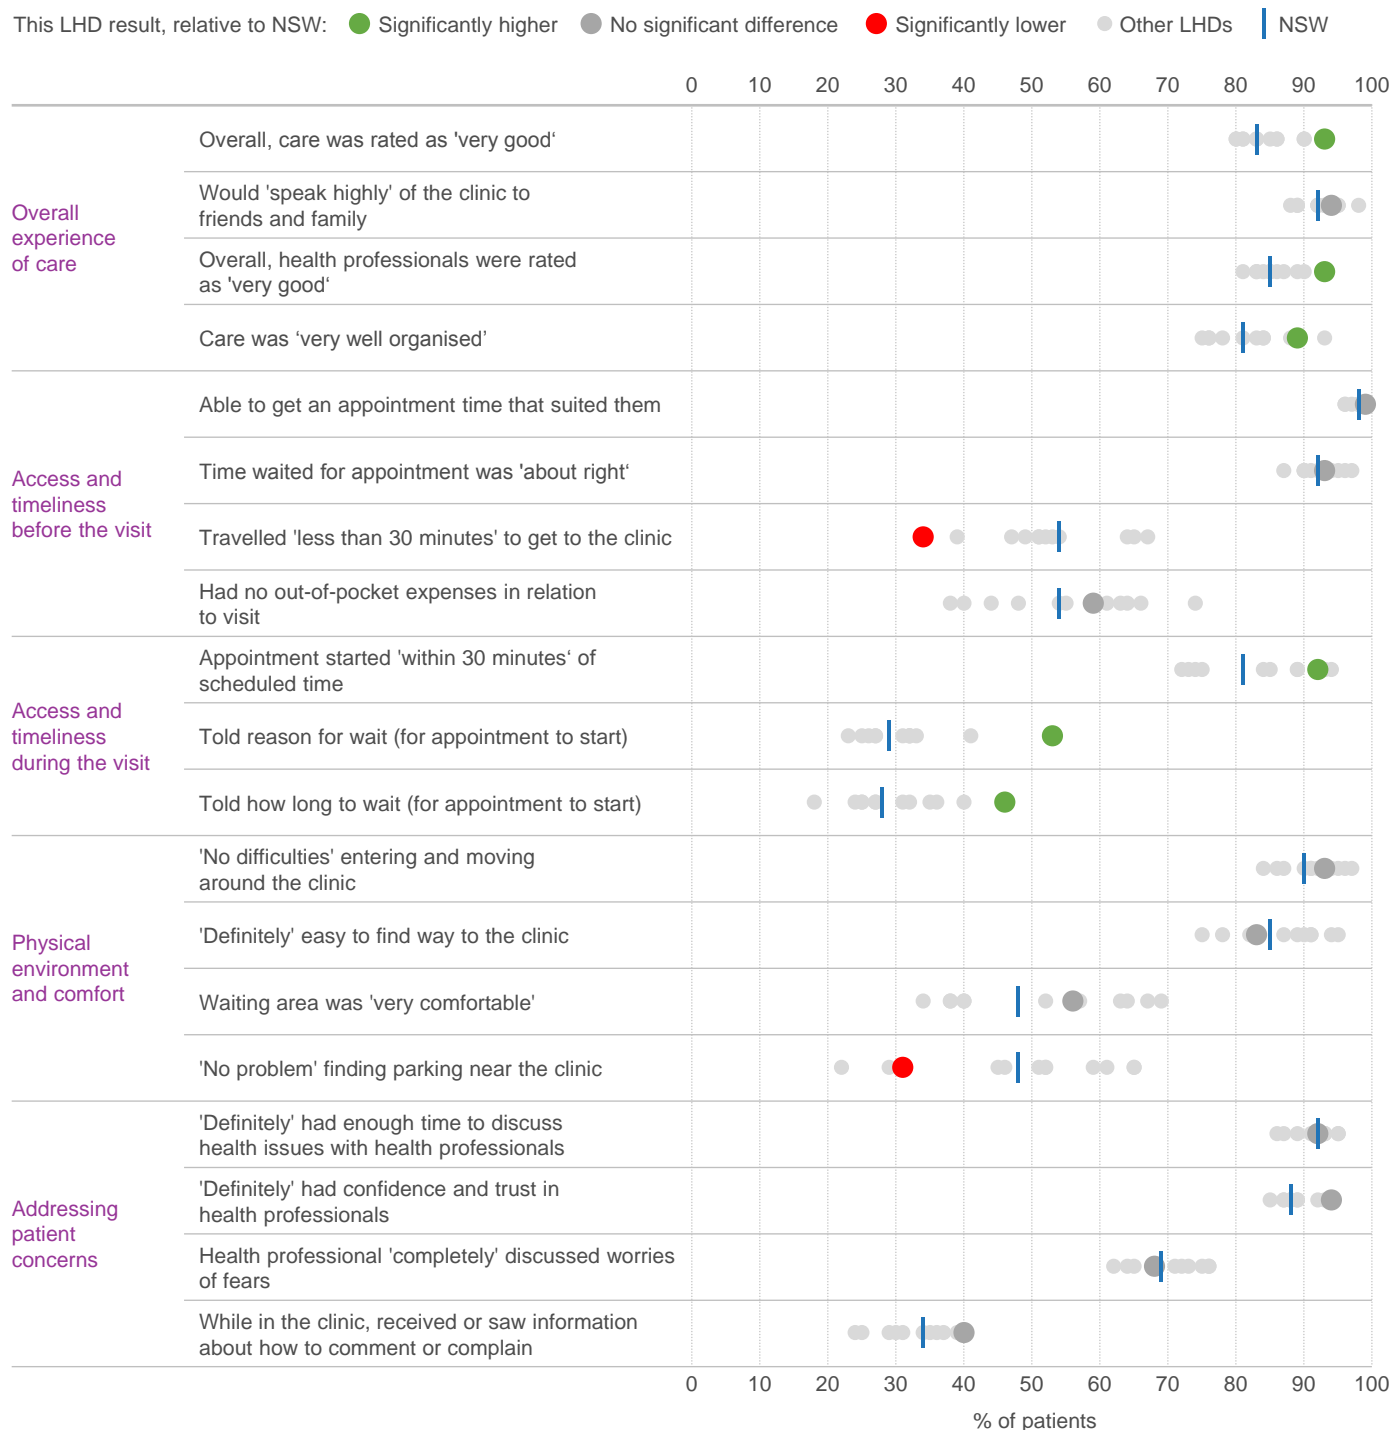 This LHD result, relative to NSW: Significantly higher No significant difference Significantly lower Other LHDs NSW
0 10 20 30 40 50 60 70 80 90 100
Overall
experience
of care
Overall, care was rated as 'very good‘
Would 'speak highly' of the clinic to
friends and family
Overall, health professionals were rated
as 'very good‘
Care was ‘very well organised’
Access and
timeliness
before the visit
Able to get an appointment time that suited them
Time waited for appointment was 'about right‘
Travelled 'less than 30 minutes' to get to the clinic
Had no out-of-pocket expenses in relation
to visit
Access and
timeliness
during the visit
Appointment started 'within 30 minutes‘ of
scheduled time
Told reason for wait (for appointment to start)
Told how long to wait (for appointment to start)
Physical
environment
and comfort
'No difficulties' entering and moving
around the clinic
'Definitely' easy to find way to the clinic
Waiting area was 'very comfortable'
'No problem' finding parking near the clinic
Addressing
patient
concerns
'Definitely' had enough time to discuss
health issues with health professionals
'Definitely' had confidence and trust in
health professionals
Health professional 'completely' discussed worries
of fears
While in the clinic, received or saw information
about how to comment or complain
0 10 20 30 40 50 60 70 80 90 100
% of patients